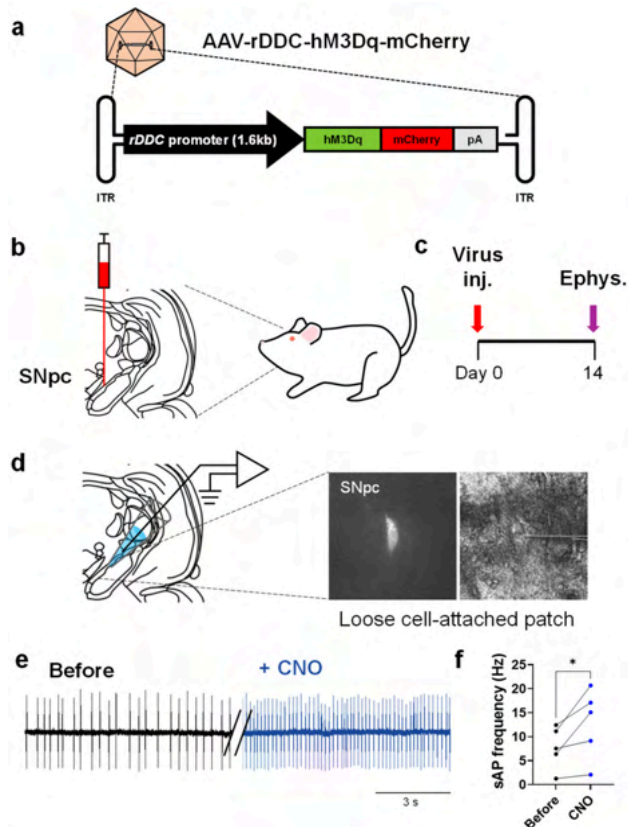 a
AAV-rDDC-hM3Dq-mCherry
rDDC promoter (1.6kb)
hM3Dq
mCherry
pA
ITR
ITR
b
SNpc
c
Virus
inj.
Ephys.
Day 0
14
d
SNpc
Loose cell-attached patch
e
Before
+ CNO
3 s
f
sAP frequency (Hz)
25
20
15
10
5
0
*
Before
CNO